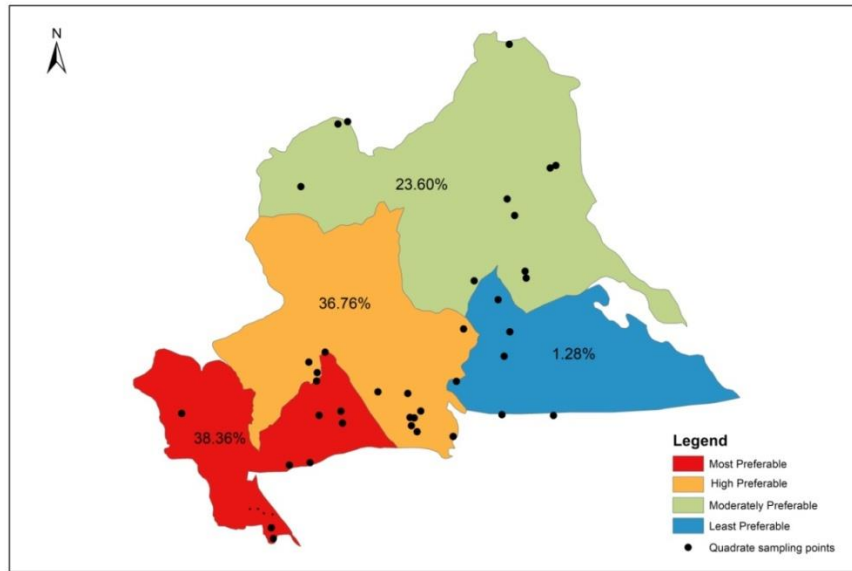 N
23.60%
36.76%
1.28%
38.36%
Legend
Most Preferable
High Preferable
Moderately Preferable
Least Preferable
Quadrate sampling points